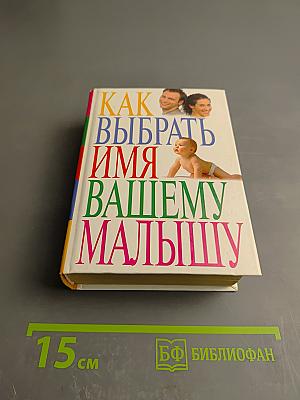 КАК
ВЫБРАТЬ
ИМЯ
ВАШЕМУ
МАЛЫШУ
15 см
БФ БИБЛИОФАН